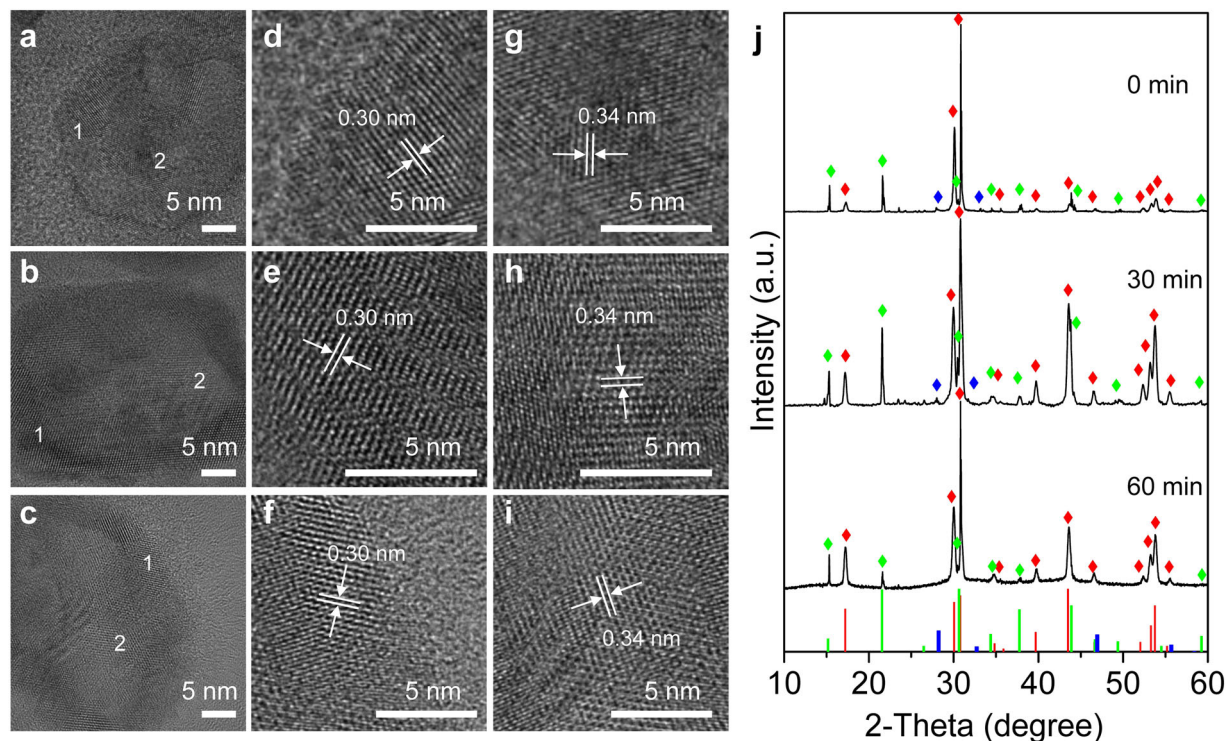 a
1
2
5 nm
d
0.30 nm
5 nm
g
0.34 nm
5 nm
b
2
1
5 nm
e
0.30 nm
5 nm
h
0.34 nm
5 nm
c
1
2
5 nm
f
0.30 nm
5 nm
i
0.34 nm
5 nm
j
0 min
30 min
60 min
Intensity (a.u.)
10 20 30 40 50 60
2-Theta (degree)